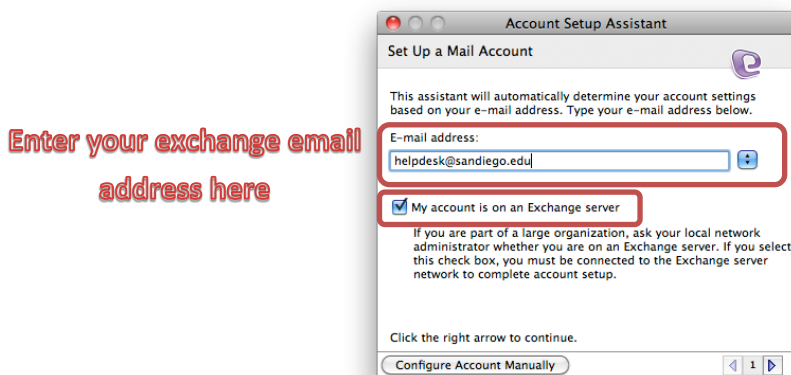 Account Setup Assistant
Set Up a Mail Account
This assistant will automatically determine your account settings
based on your e-mail address. Type your e-mail address below.
Enter your exchange email
address here
E-mail address:
helpdesk@sandiego.edu
My account is on an Exchange server
If you are part of a large organization, ask your local network
administrator whether you are on an Exchange server. If you select
this check box, you must be connected to the Exchange server
network to complete account setup.
Click the right arrow to continue.
Configure Account Manually
1